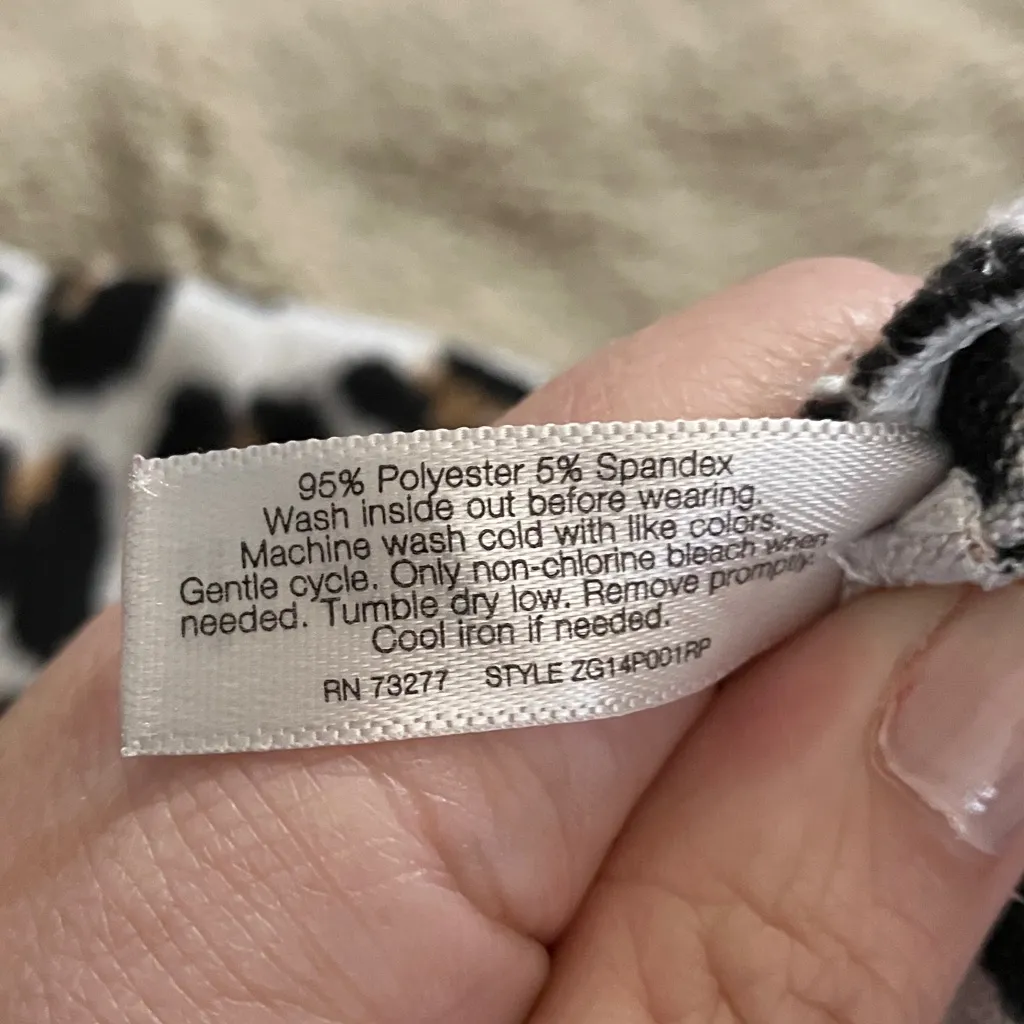 95% Polyester 5% Spandex
Wash inside out before wearing.
Machine wash cold with like colors.
Gentle cycle. Only non-chlorine bleach when
needed. Tumble dry low. Remove promptly.
Cool iron if needed.
RN 73277 STYLE ZG14P001RP